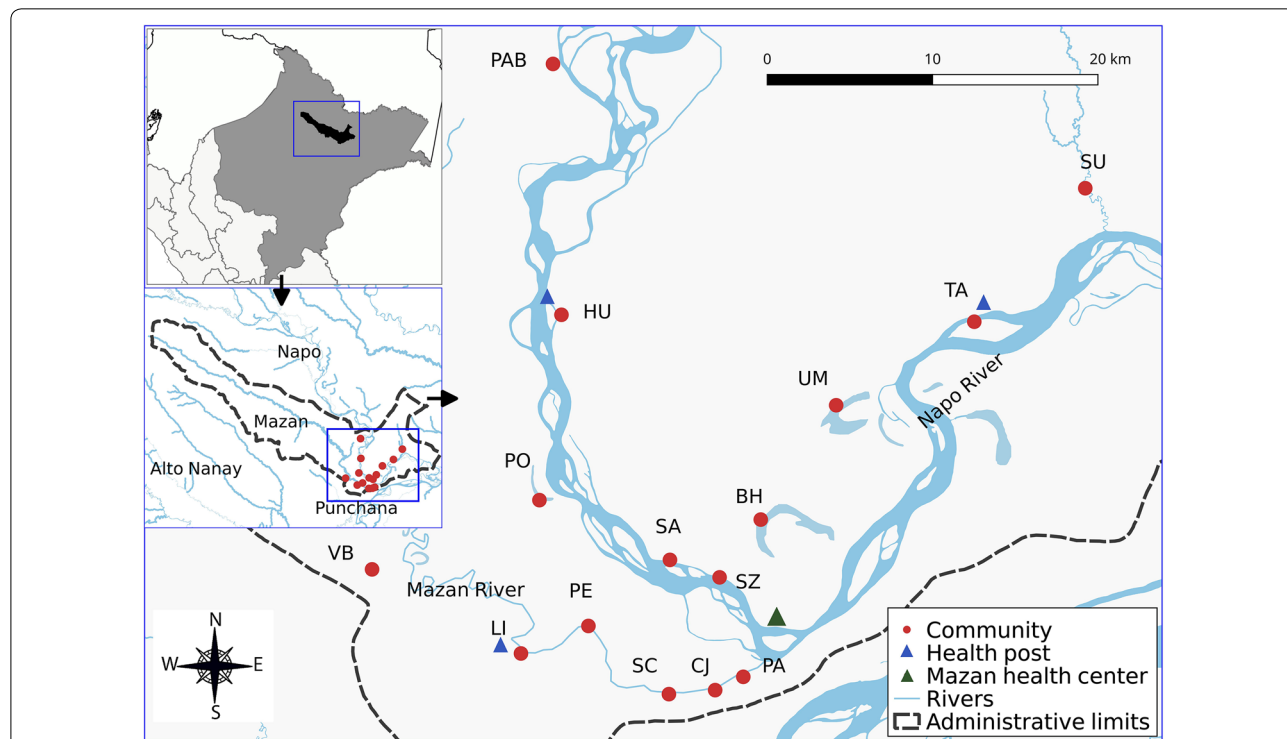 PAB
0 10 20 km
SU
TA
HU
Napo
UM
Napo River
Mazan
Alto Nanay
PO
Punchana
BH
SA
VB
SZ
Mazan River
PE
LI
N
W E
S
SC CJ PA
Community
Health post
Mazan health center
Rivers
Administrative limits